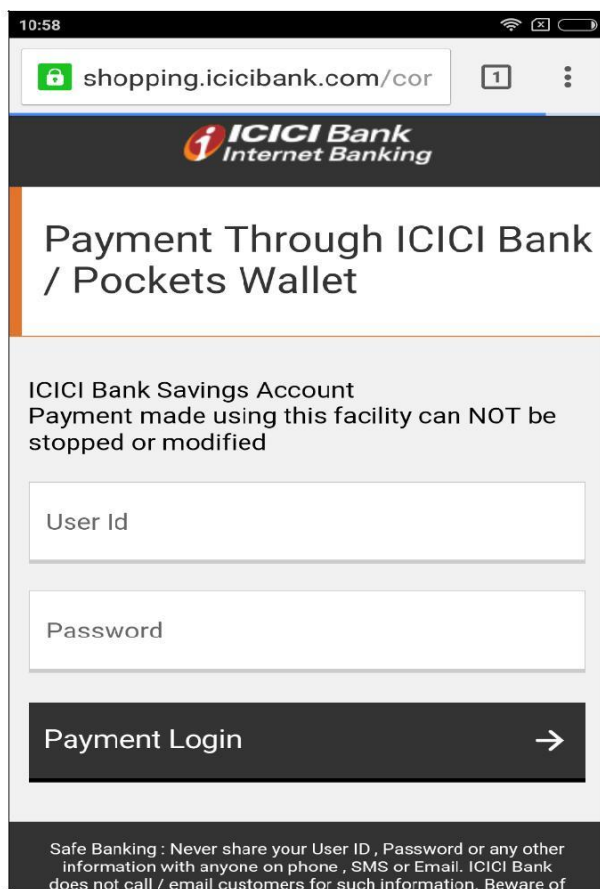 10:58
shopping.icicibank.com/cor
1
ICICI Bank
Internet Banking
Payment Through ICICI Bank
/ Pockets Wallet
ICICI Bank Savings Account
Payment made using this facility can NOT be
stopped or modified
User Id
Password
Payment Login
Safe Banking : Never share your User ID , Password or any other
information with anyone on phone , SMS or Email. ICICI Bank
does not call / email customers for such information. Beware of